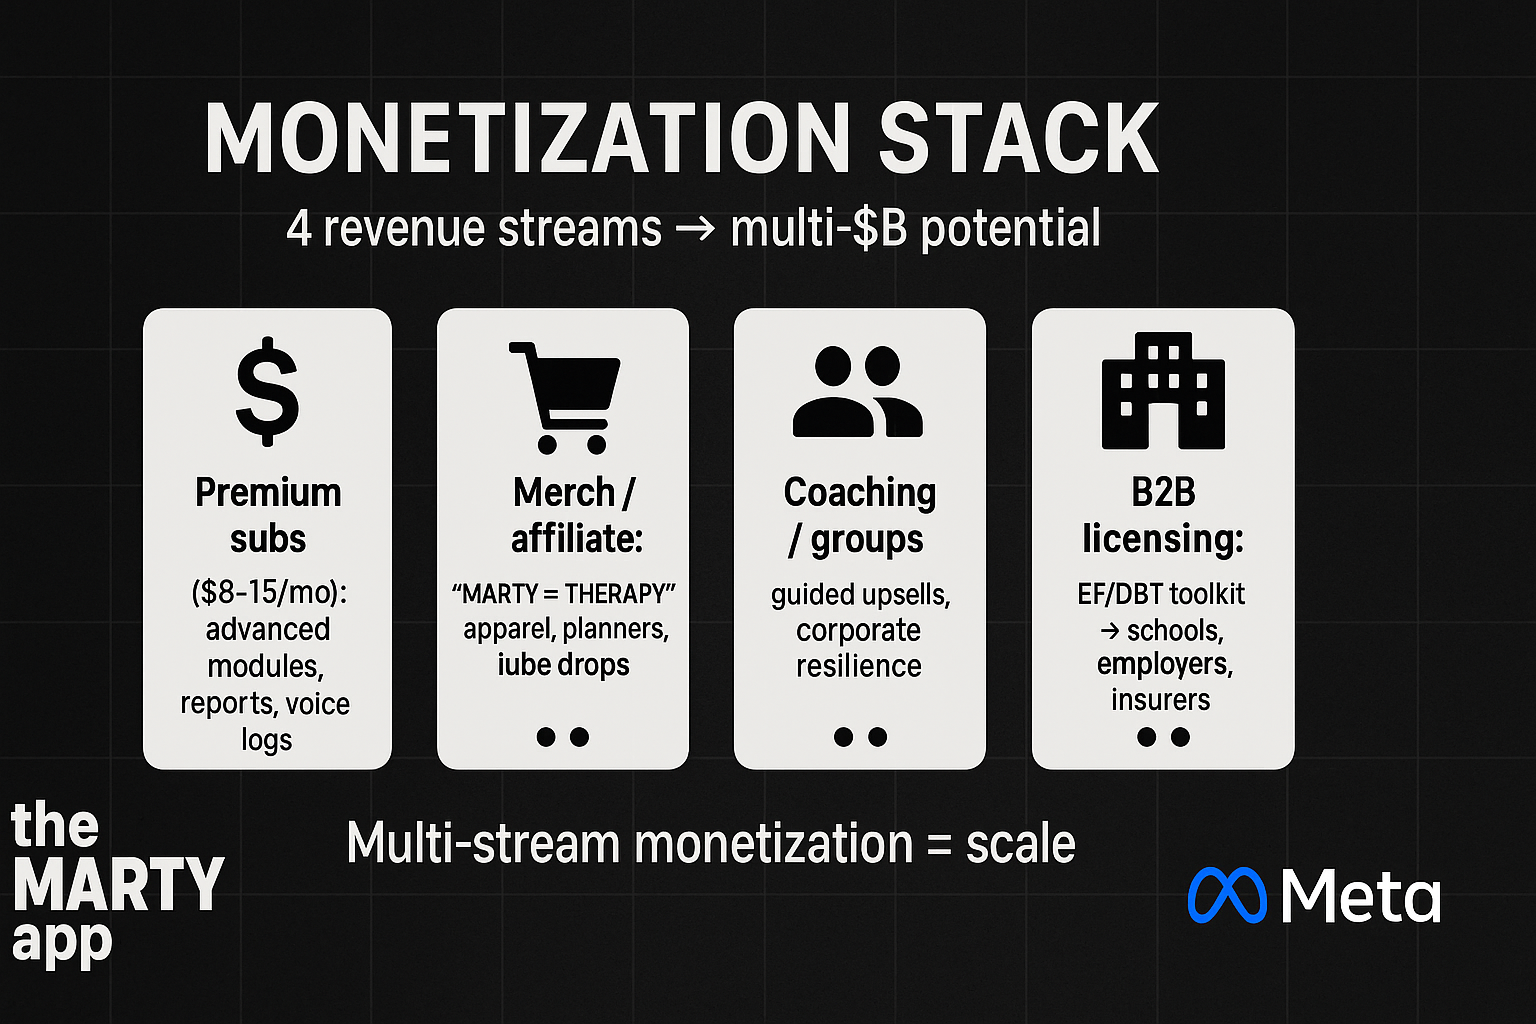 MONETIZATION STACK
4 revenue streams → multi-$B potential
Premium
subs
($8–15/mo):
advanced
modules,
reports, voice
logs
Merch /
affiliate:
“MARTY = THERAPY”
apparel, planners,
iube drops
Coaching
/ groups
guided upsells,
corporate
resilience
B2B
licensing:
EF/DBT toolkit
→ schools,
employers,
insurers
Multi-stream monetization = scale
the
MARTY
app
Meta